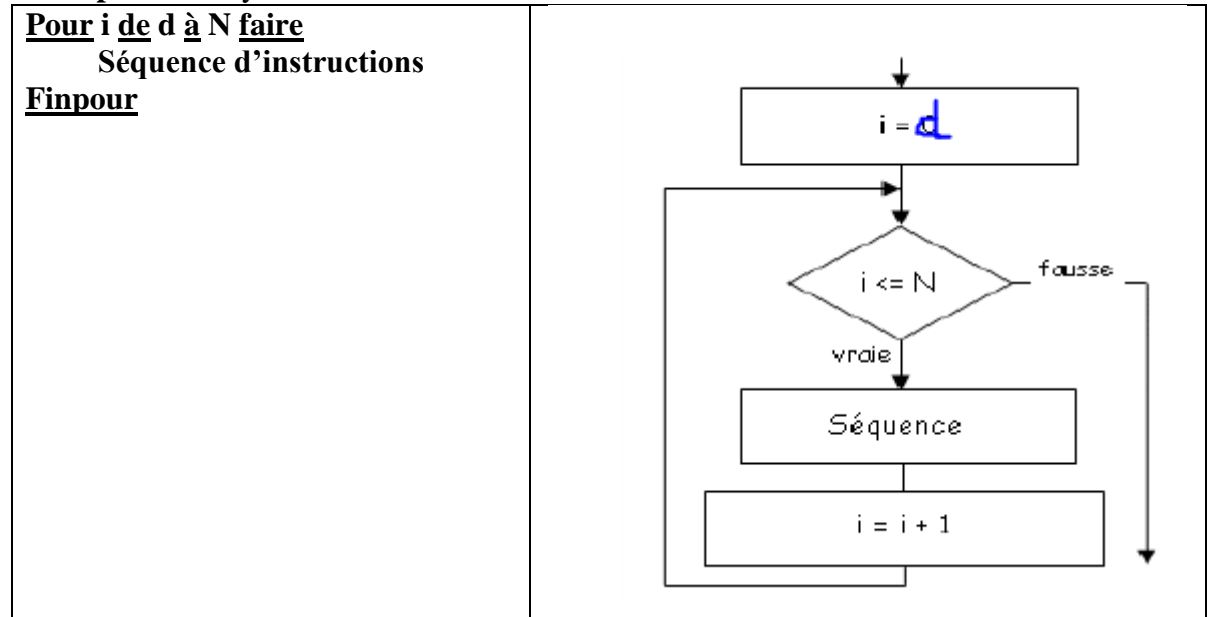 Pour i de d à N faire
Séquence d’instructions
Finpour
i = d
i <= N
fausse
vraie
Séquence
i = i + 1